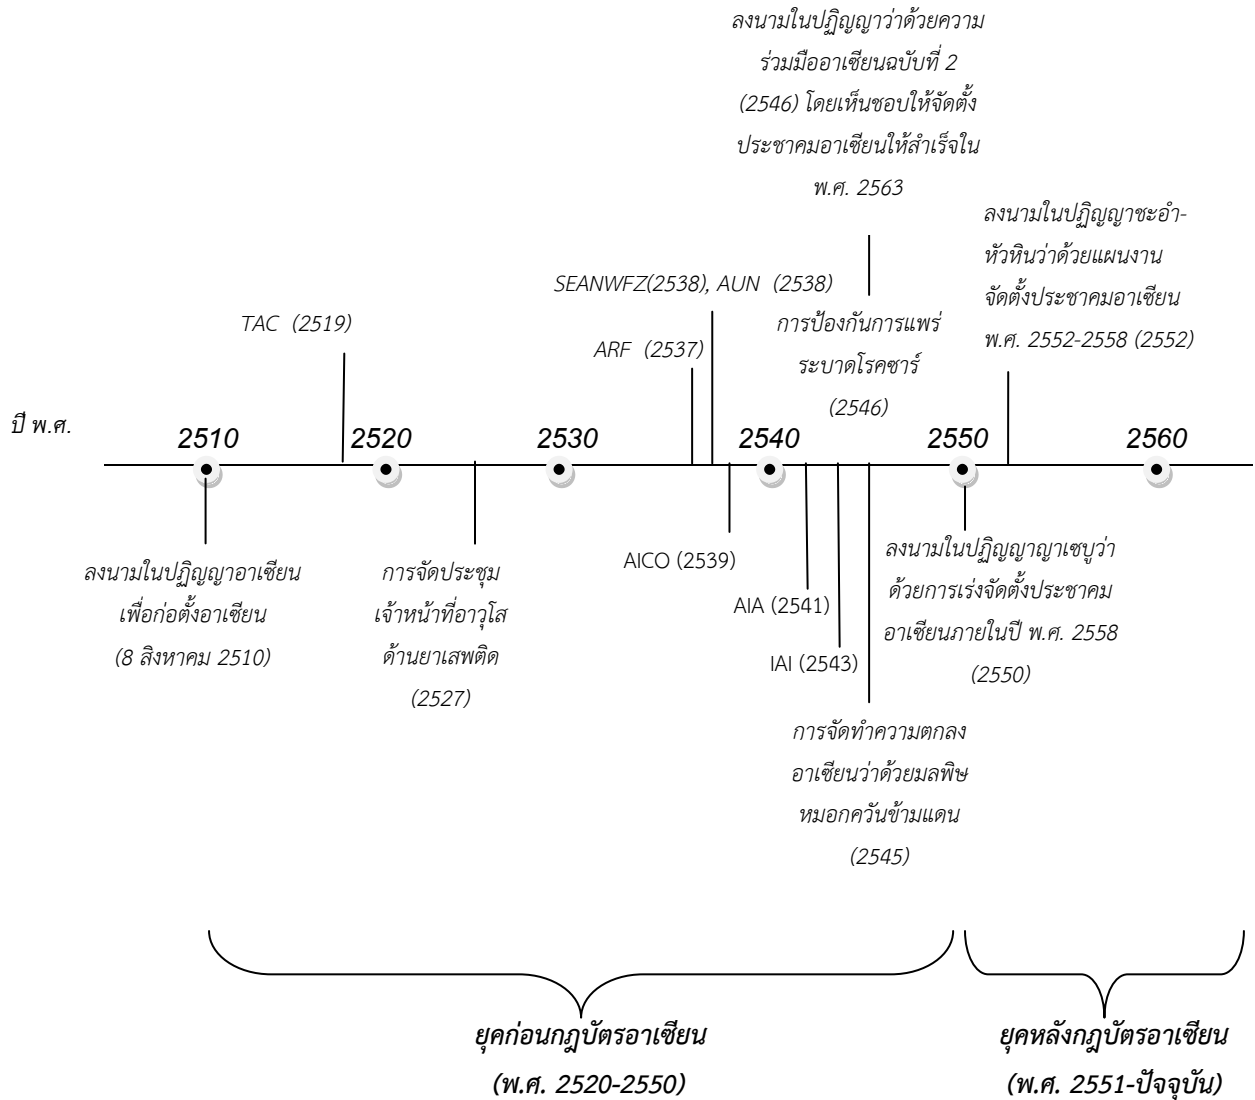 ลงนามในปฏิญญาว่าด้วยความ
ร่วมมืออาเซียนฉบับที่ 2
(2546) โดยเห็นชอบให้จัดตั้ง
ประชาคมอาเซียนให้สำเร็จใน
พ.ศ. 2563
ลงนามในปฏิญญาชะอำ-
หัวหินว่าด้วยแผนงาน
จัดตั้งประชาคมอาเซียน
พ.ศ. 2552-2558 (2552)
SEANWFZ(2538), AUN (2538)
TAC (2519)
ARF (2537)
การป้องกันการแพร่
ระบาดโรคซาร์
(2546)
ปี พ.ศ.
2510 2520 2530 2540 2550 2560
ลงนามในปฏิญญาอาเซียน
เพื่อก่อตั้งอาเซียน
(8 สิงหาคม 2510)
การจัดประชุม
เจ้าหน้าที่อาวุโส
ด้านยาเสพติด
(2527)
AICO (2539)
AIA (2541)
IAI (2543)
ลงนามในปฏิญญาญาเซบูว่า
ด้วยการเร่งจัดตั้งประชาคม
อาเซียนภายในปี พ.ศ. 2558
(2550)
การจัดทำความตกลง
อาเซียนว่าด้วยมลพิษ
หมอกควันข้ามแดน
(2545)
ยุคก่อนกฎบัตรอาเซียน
(พ.ศ. 2520-2550)
ยุคหลังกฎบัตรอาเซียน
(พ.ศ. 2551-ปัจจุบัน)